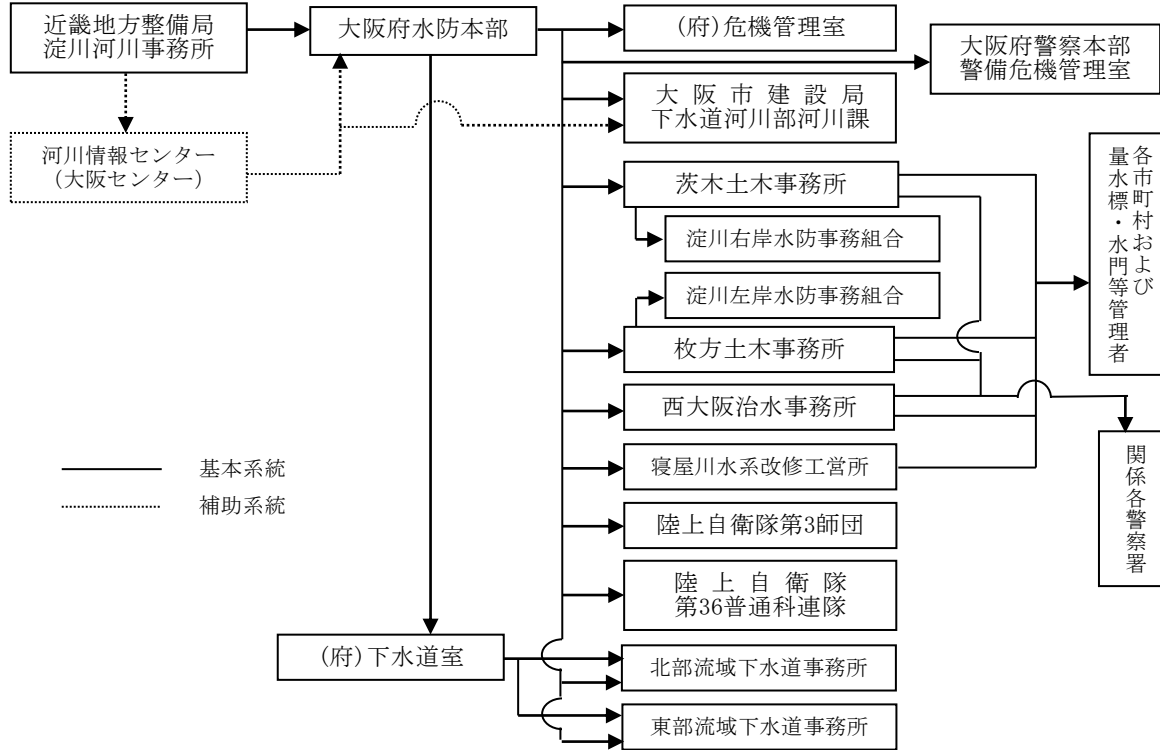 近畿地方整備局
淀川河川事務所
大阪府水防本部
(府)危機管理室
大阪府警察本部
警備危機管理室
大阪市建設局
下水道河川部河川課
河川情報センター
(大阪センター)
茨木土木事務所
淀川右岸水防事務組合
淀川左岸水防事務組合
枚方土木事務所
西大阪治水事務所
寝屋川水系改修工営所
陸上自衛隊第3師団
陸上自衛隊
第36普通科連隊
(府)下水道室
北部流域下水道事務所
東部流域下水道事務所
各市町村および
量水標・水門等管理者
関係各警察署
基本系統
補助系統